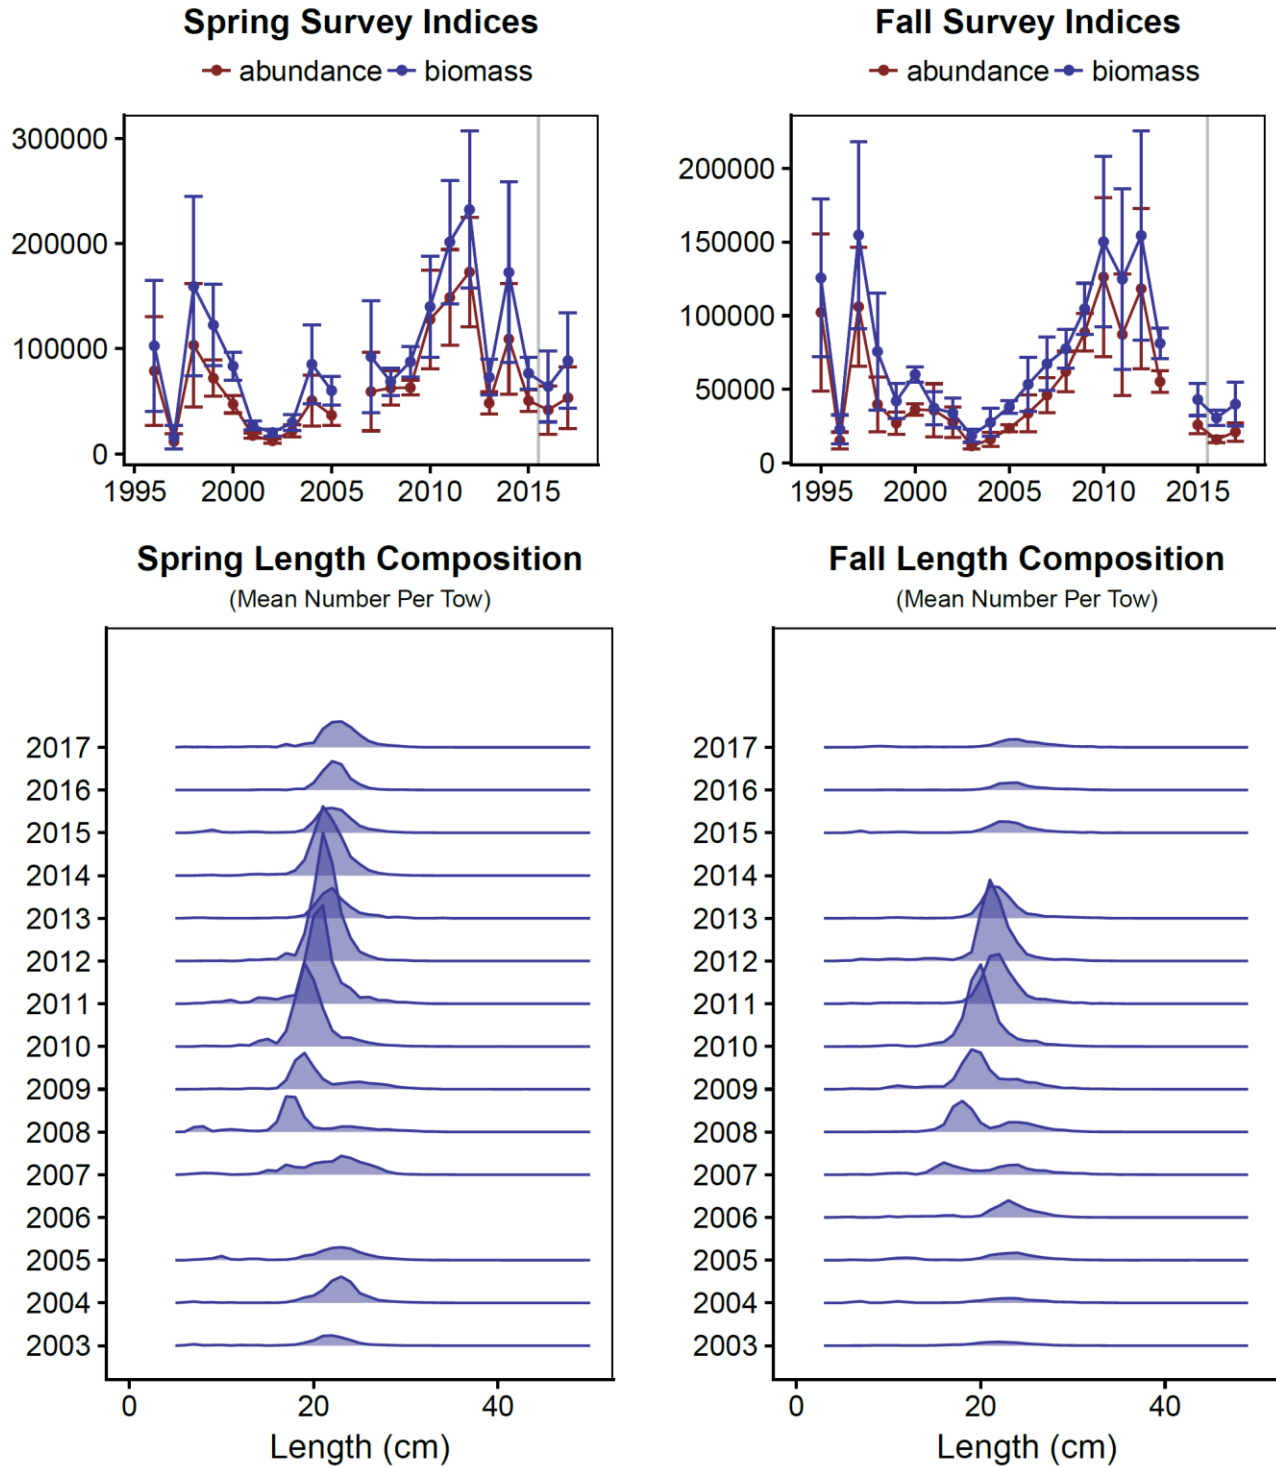 Spring Survey Indices
abundance biomass
300000
200000
100000
0
1995 2000 2005 2010 2015
Fall Survey Indices
abundance biomass
200000
150000
100000
50000
0
1995 2000 2005 2010 2015
Spring Length Composition
(Mean Number Per Tow)
2017
2016
2015
2014
2013
2012
2011
2010
2009
2008
2007
2006
2005
2004
2003
0 20 40
Length (cm)
Fall Length Composition
(Mean Number Per Tow)
2017
2016
2015
2014
2013
2012
2011
2010
2009
2008
2007
2006
2005
2004
2003
0 20 40
Length (cm)